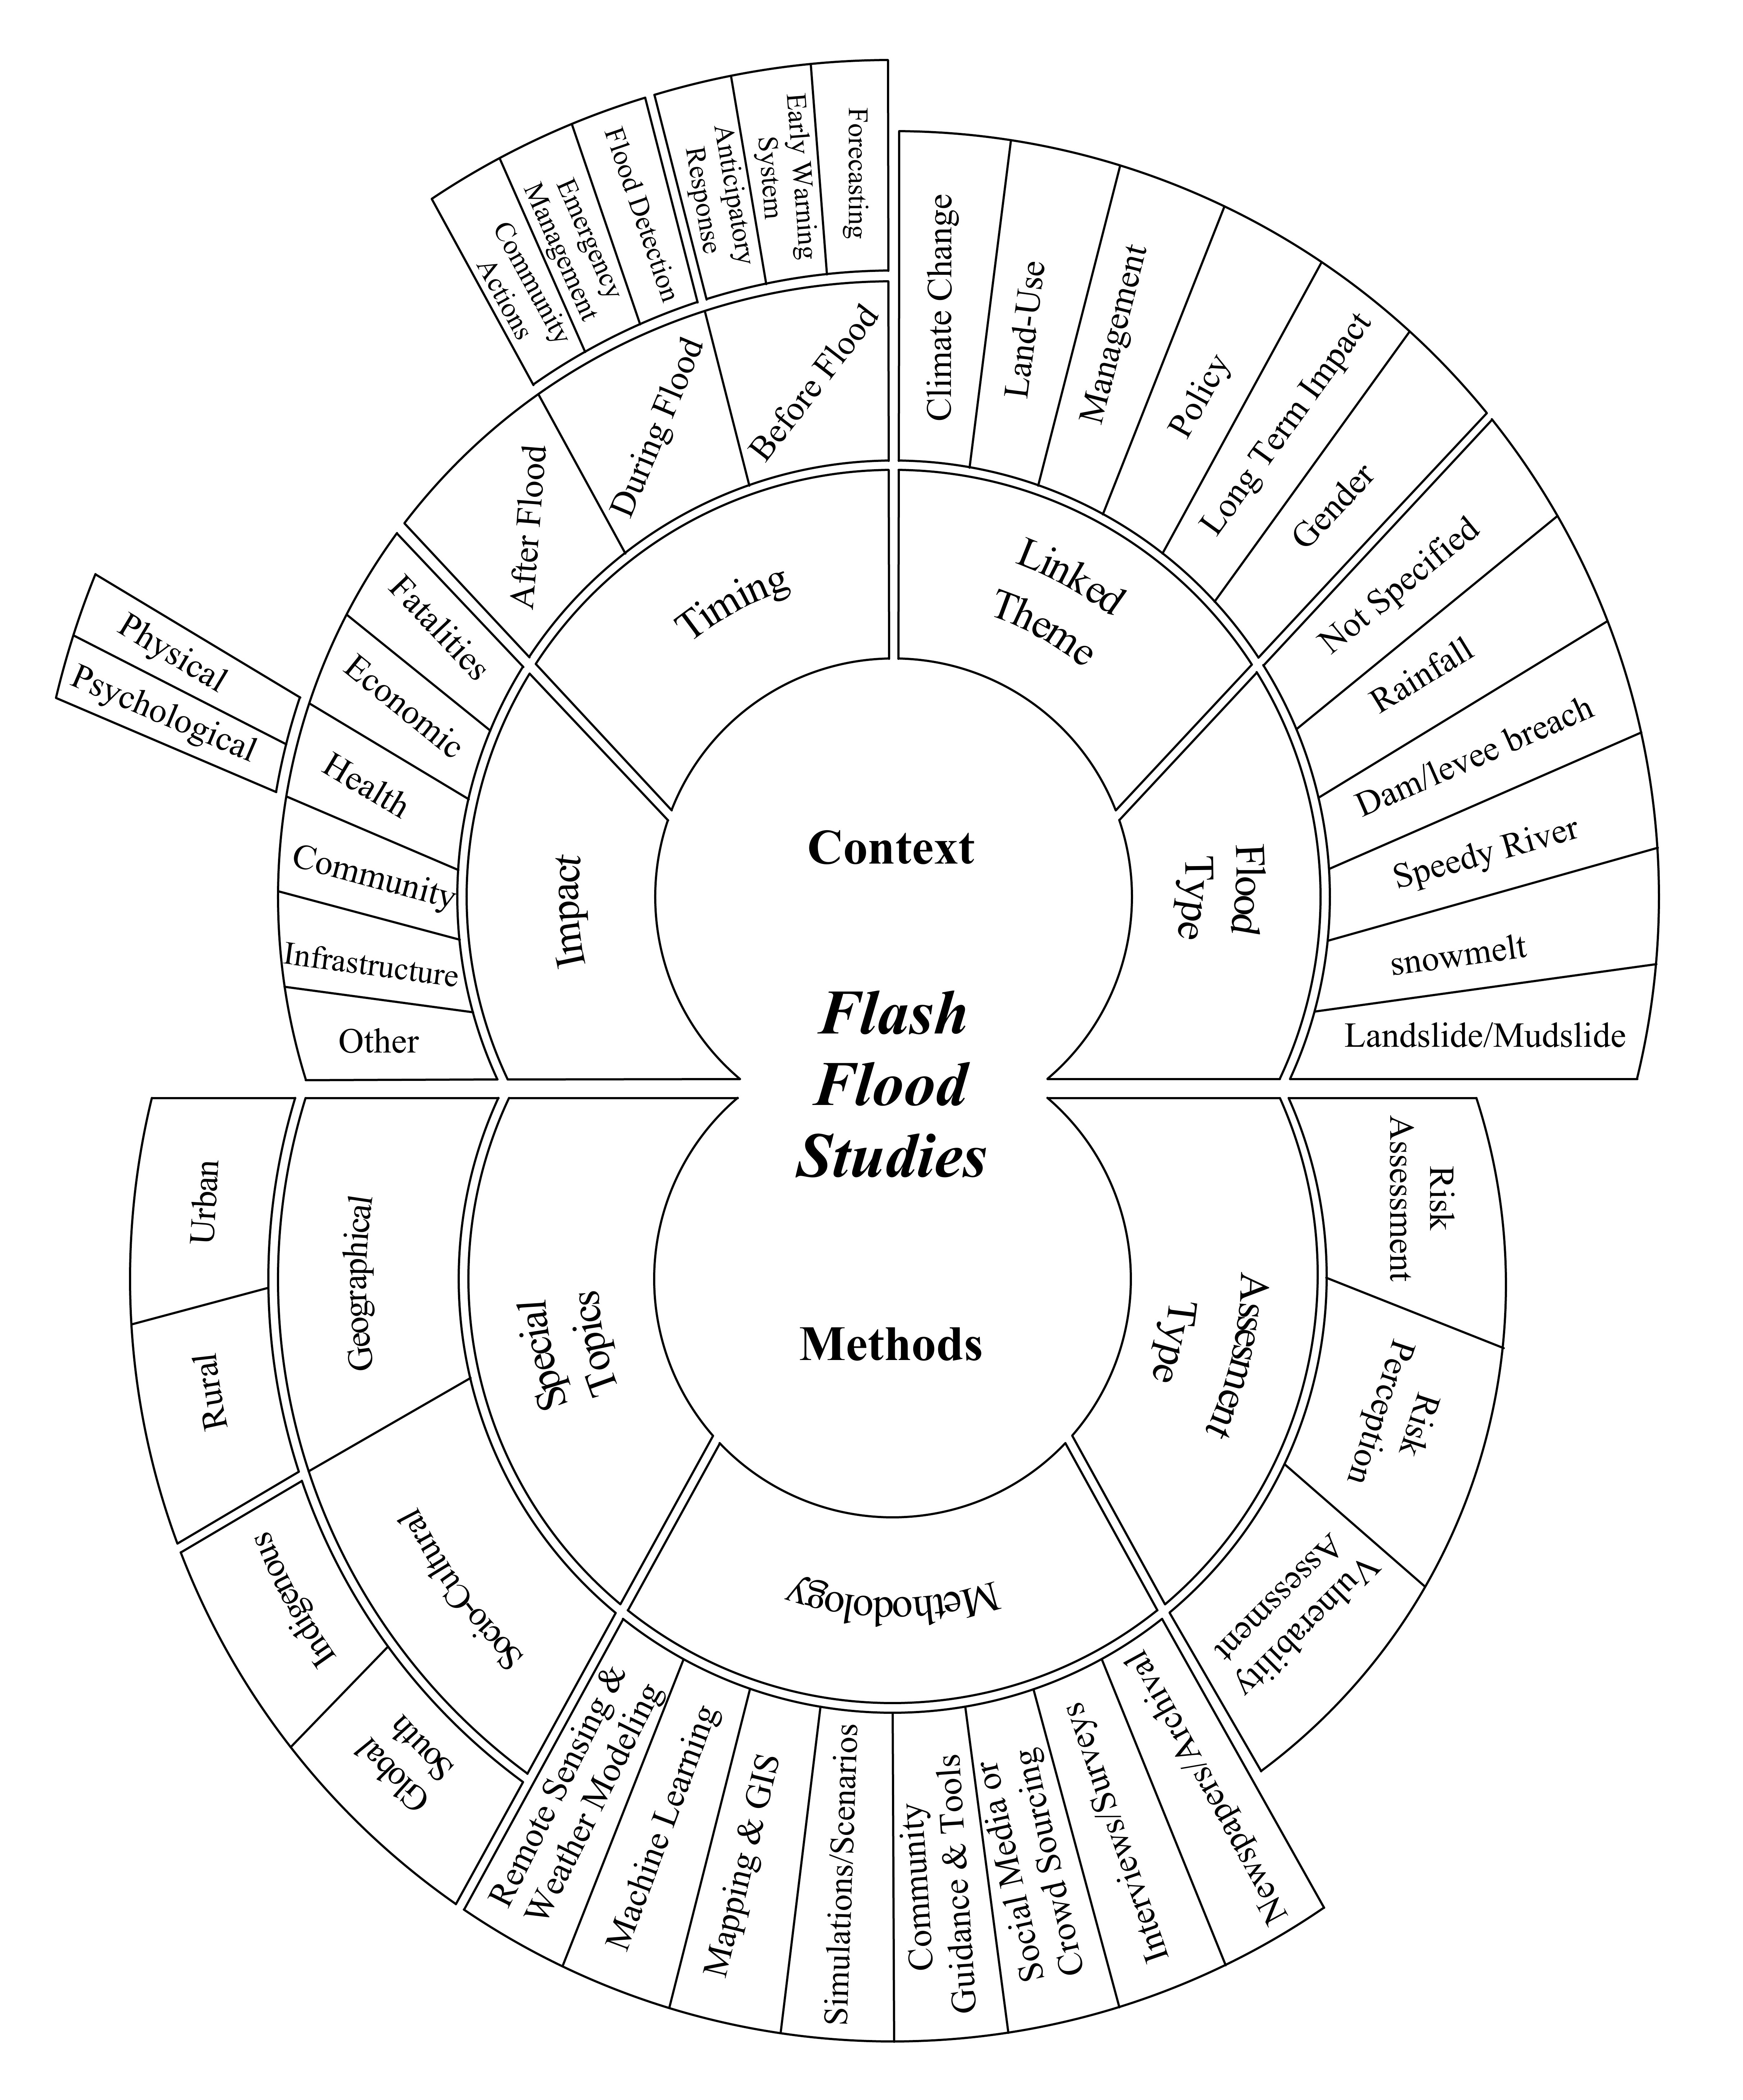 Forecasting
Early Warning
System
Anticipatory
Response
Flood Detection
Emergency
Management
Community
Actions
Before Flood
During Flood
After Flood
Timing
Climate Change
Land-Use
Management
Policy
Long Term Impact
Gender
Linked
Theme
Not Specified
Rainfall
Dam/levee breach
Speedy River
snowmelt
Landslide/Mudslide
Flood
Type
Fatalities
Economic
Health
Community
Infrastructure
Other
Physical
Psychological
Impact
Context
Flash
Flood
Studies
Methods
Urban
Rural
Geographical
Indigenous
Global
South
Socio-Cultural
Special
Topics
Risk
Assessment
Risk
Perception
Vulnerability
Assessment
Assesment
Type
Methodology
Remote Sensing &
Weather Modeling
Machine Learning
Mapping & GIS
Simulations/Scenarios
Community
Guidance & Tools
Social Media or
Crowd Sourcing
Interviews/Surveys
Newspapers/Archival